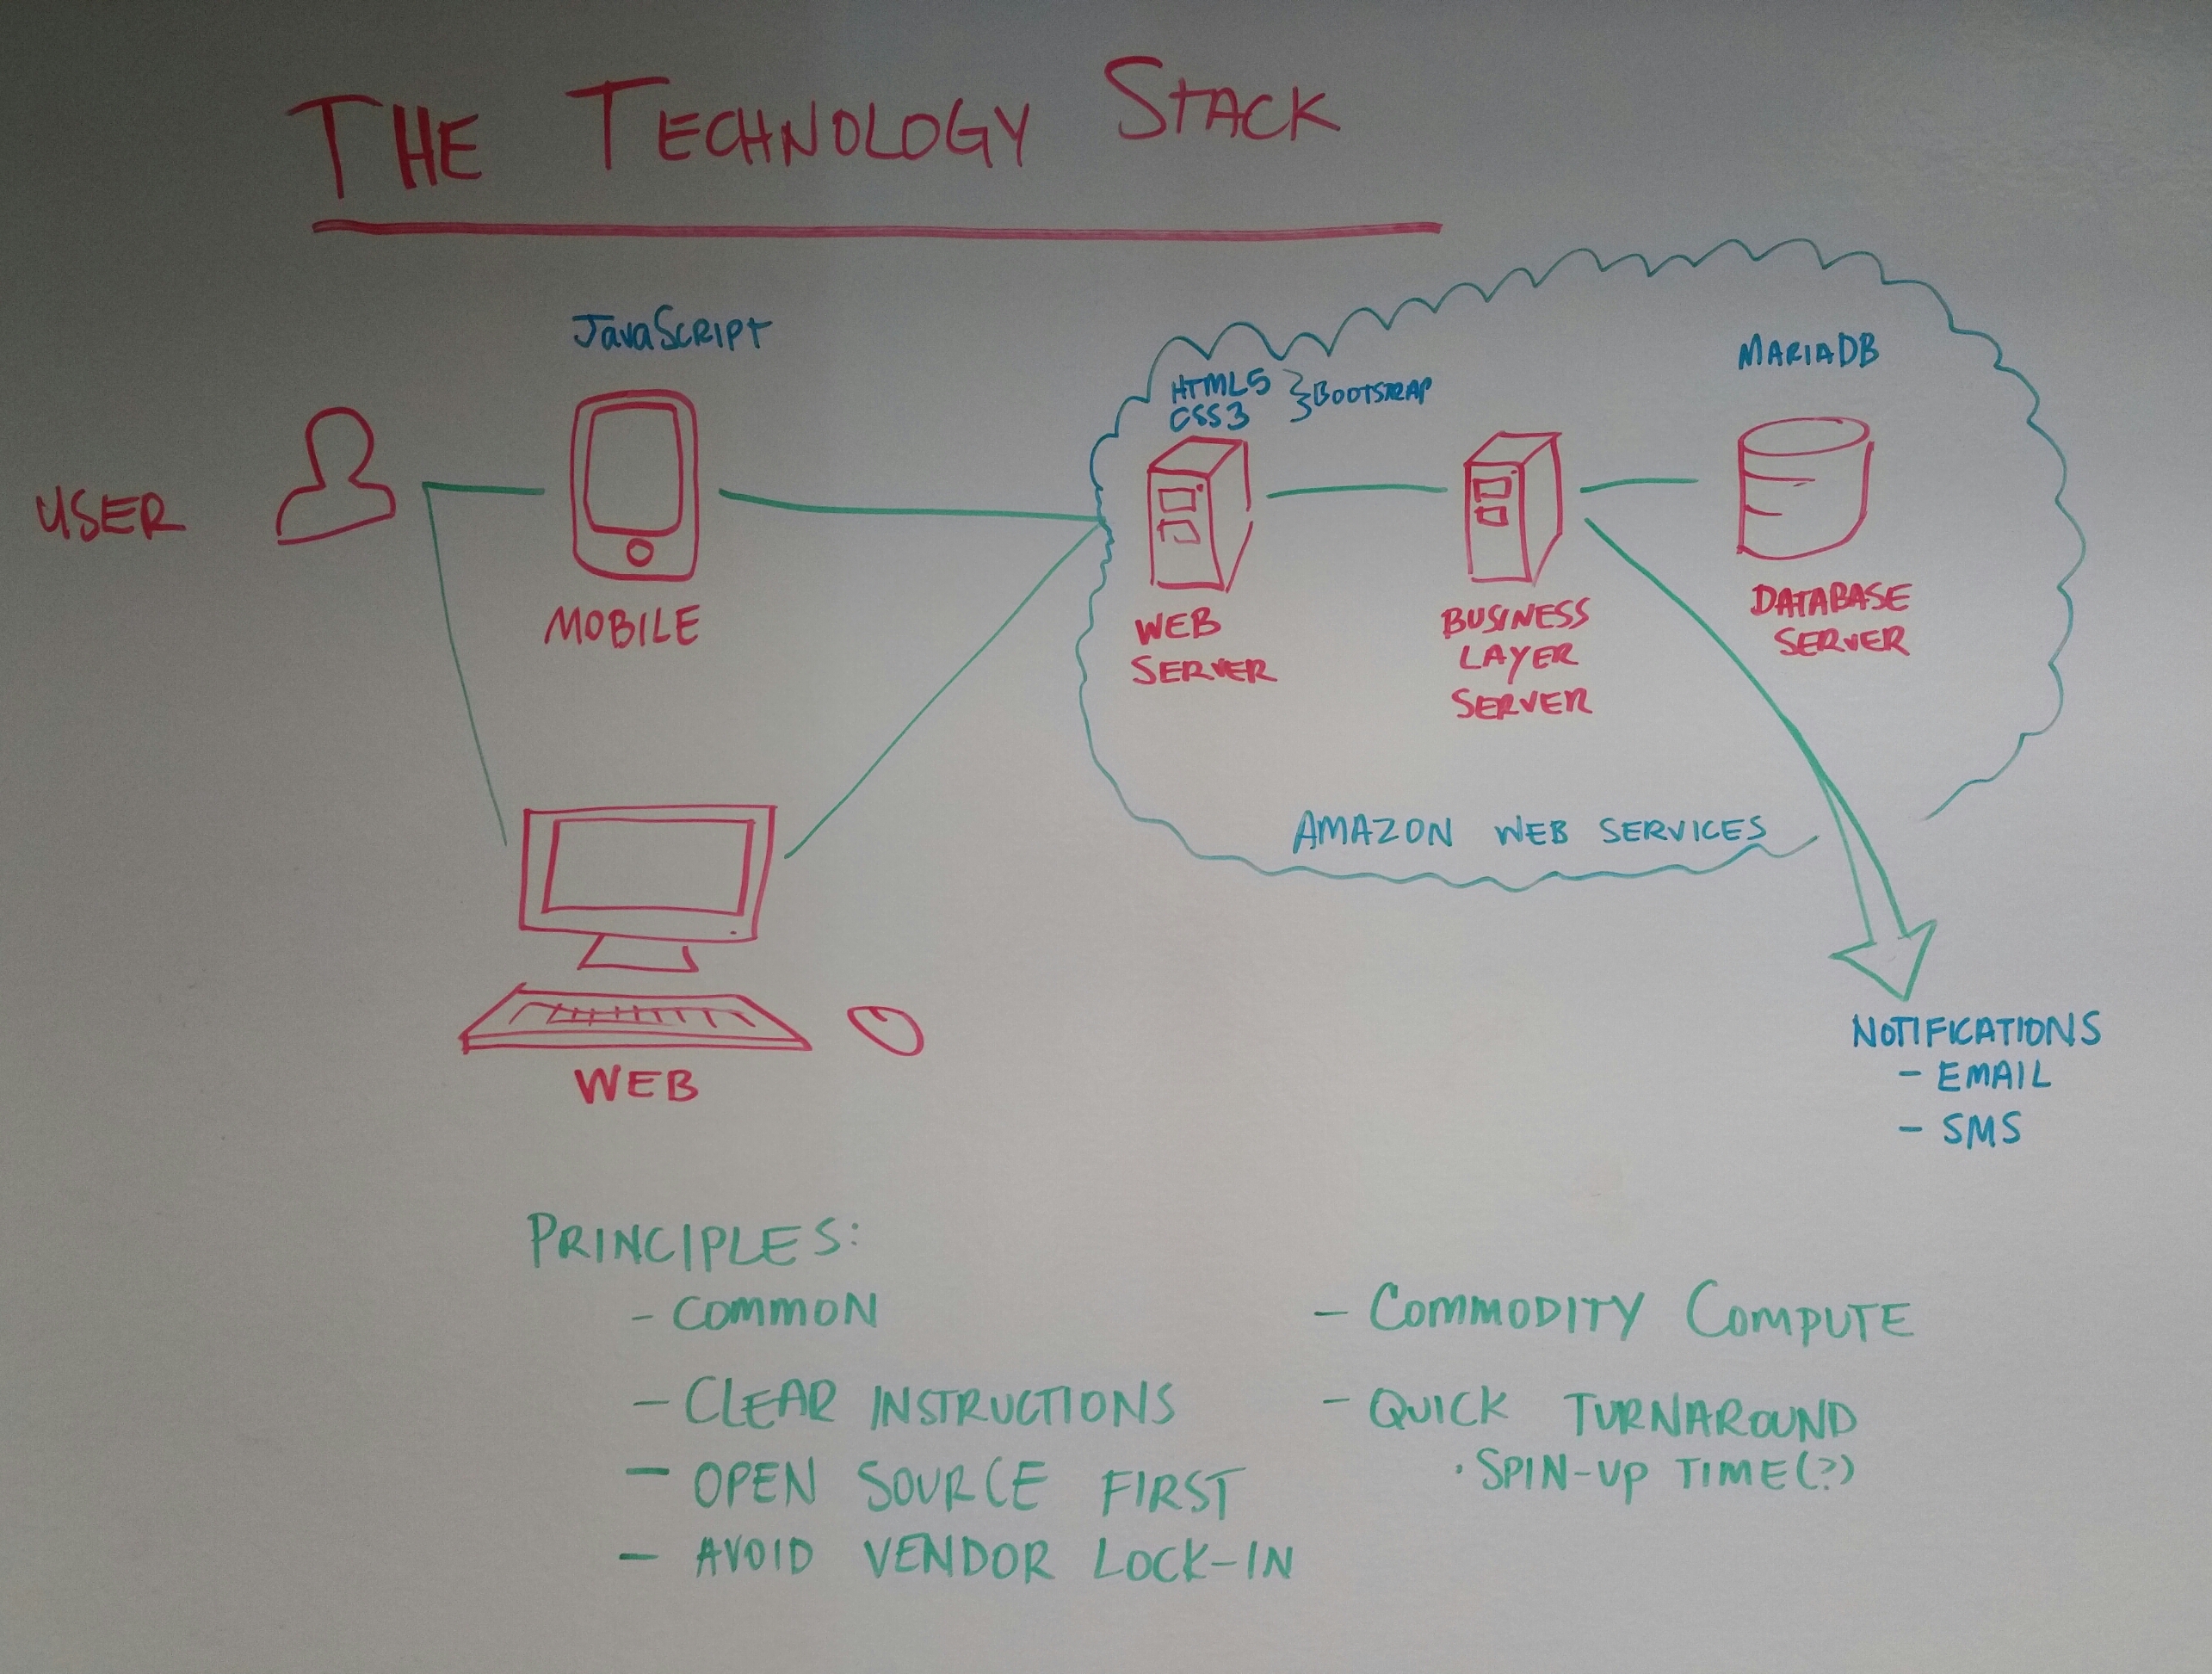 THE TECHNOLOGY STACK
JAVASCRIPT
HTML5
CSS3
}BOOTSTRAP
MARIADB
USER
MOBILE
WEB
SERVER
BUSINESS
LAYER
SERVER
DATABASE
SERVER
AMAZON WEB SERVICES
WEB
NOTIFICATIONS
- EMAIL
- SMS
PRINCIPLES:
- COMMON
- CLEAR INSTRUCTIONS
- OPEN SOURCE FIRST
- AVOID VENDOR LOCK-IN
- COMMODITY COMPUTE
- QUICK TURNAROUND
· SPIN-UP TIME(?)